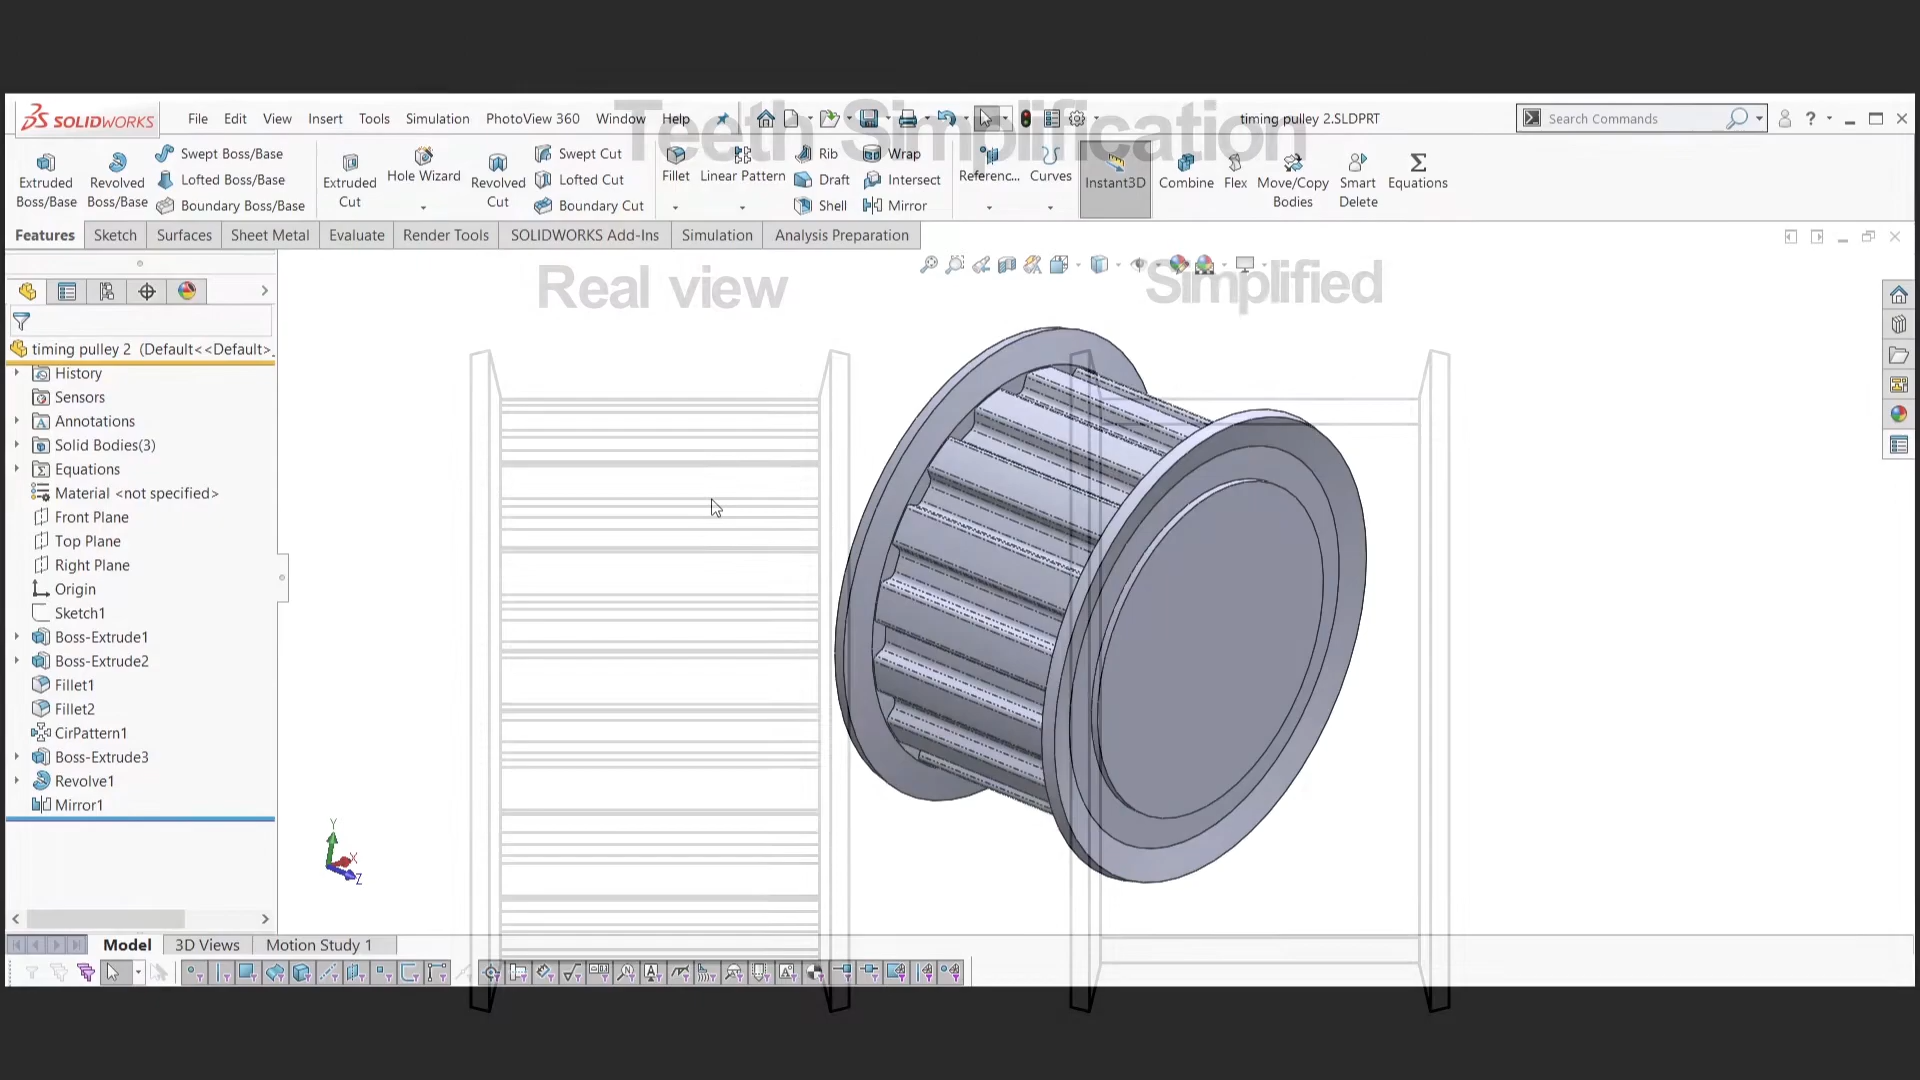 Teeth Simplification
SOLIDWORKS
File Edit View Insert Tools Simulation PhotoView 360 Window Help
timing pulley 2.SLDPRT
Search Commands
Extruded Boss/Base
Revolved Boss/Base
Swept Boss/Base
Lofted Boss/Base
Boundary Boss/Base
Extruded Cut
Hole Wizard
Revolved Cut
Swept Cut
Lofted Cut
Boundary Cut
Fillet
Linear Pattern
Rib
Draft
Shell
Wrap
Intersect
Mirror
Referenc...
Curves
Instant3D
Combine
Flex
Move/Copy Bodies
Smart Delete
Equations
Features Sketch Surfaces Sheet Metal Evaluate Render Tools SOLIDWORKS Add-Ins Simulation Analysis Preparation
Real view
Simplified
timing pulley 2 (Default<<Default>_
History
Sensors
Annotations
Solid Bodies(3)
Equations
Material <not specified>
Front Plane
Top Plane
Right Plane
Origin
Sketch1
Boss-Extrude1
Boss-Extrude2
Fillet1
Fillet2
CirPattern1
Boss-Extrude3
Revolve1
Mirror1
Y
X
Z
Model 3D Views Motion Study 1